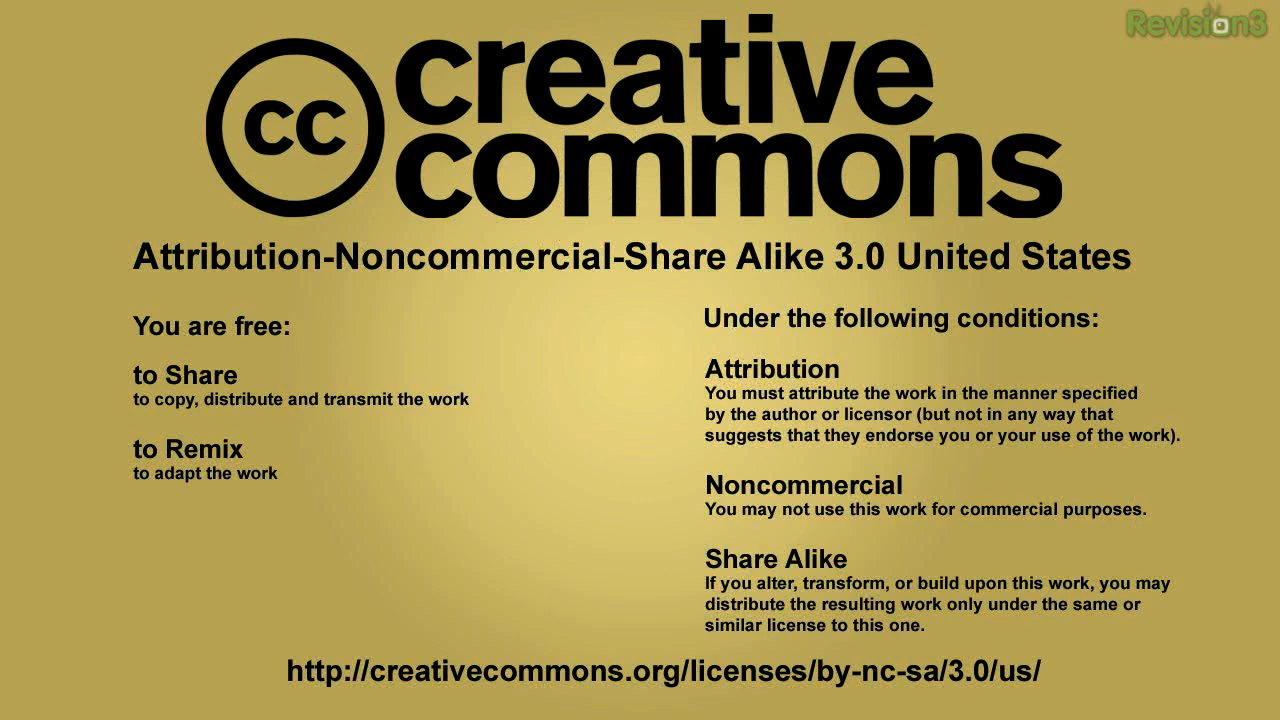 Revision3
cc
creative
commons
Attribution-Noncommercial-Share Alike 3.0 United States
You are free:
to Share
to copy, distribute and transmit the work
to Remix
to adapt the work
Under the following conditions:
Attribution
You must attribute the work in the manner specified
by the author or licensor (but not in any way that
suggests that they endorse you or your use of the work).
Noncommercial
You may not use this work for commercial purposes.
Share Alike
If you alter, transform, or build upon this work, you may
distribute the resulting work only under the same or
similar license to this one.
http://creativecommons.org/licenses/by-nc-sa/3.0/us/